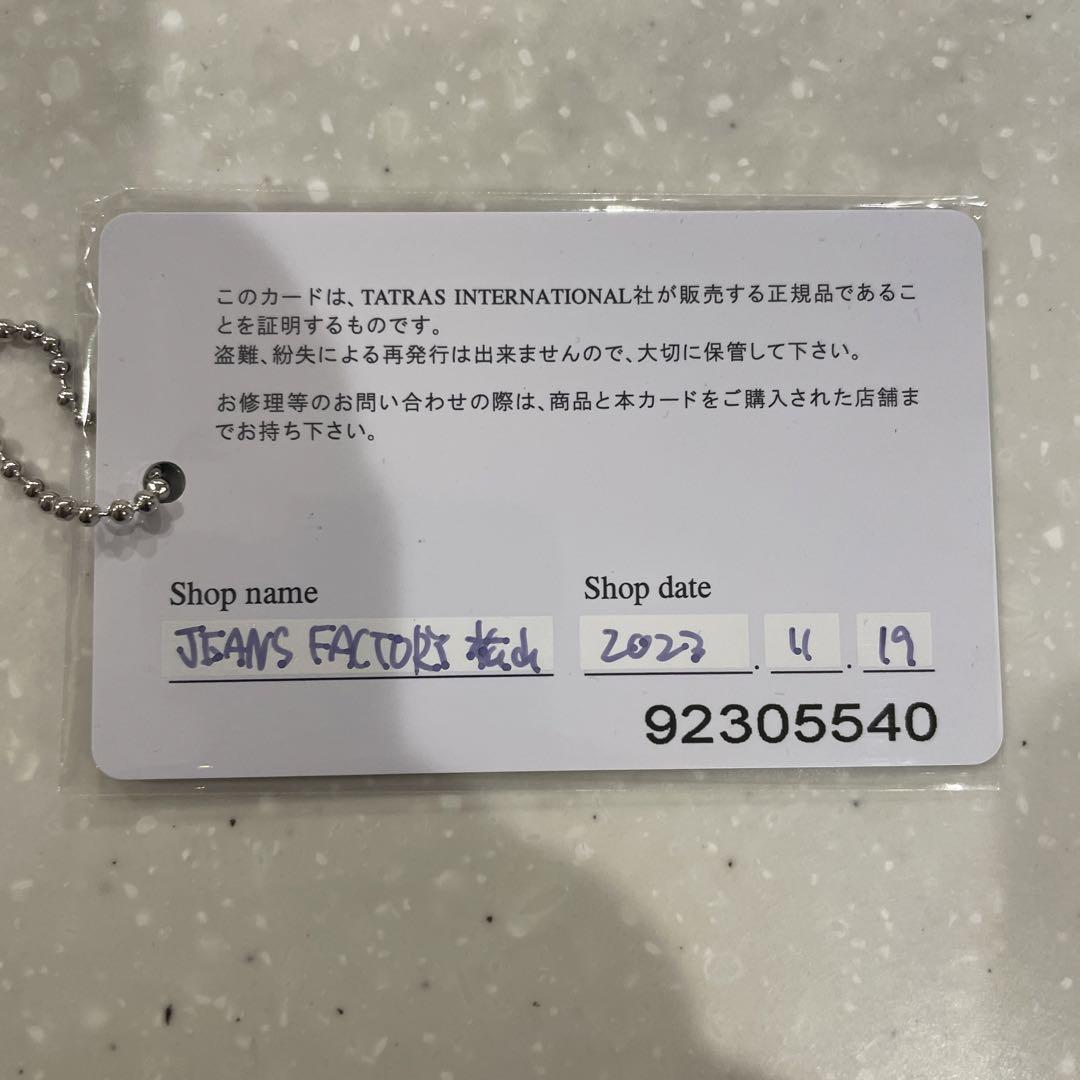 このカードは、TATRAS INTERNATIONAL社が販売する正規品であるこ
とを証明するものです。
盗難、紛失による再発行は出来ませんので、大切に保管して下さい。
お修理等のお問い合わせの際は、商品と本カードをご購入された店舗ま
でお持ち下さい。
Shop name
Shop date
JEANS FACTORY
2023 . 11 . 19
92305540